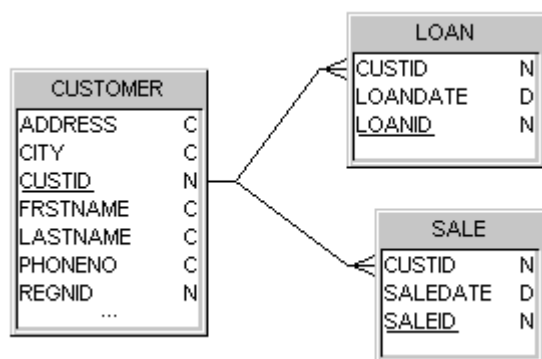 CUSTOMER
ADDRESS C
CITY C
CUSTID N
FRSTNAME C
LASTNAME C
PHONENO C
REGNID N
...
LOAN
CUSTID N
LOANDATE D
LOANID N
SALE
CUSTID N
SALEDATE D
SALEID N